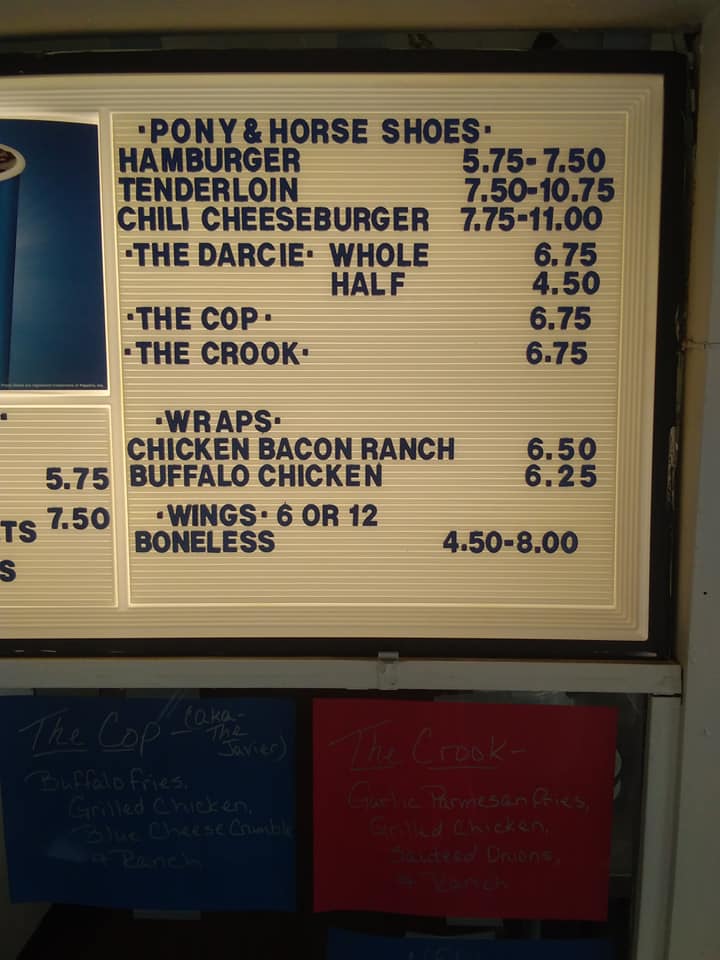 ·PONY & HORSE SHOES·
HAMBURGER 5.75-7.50
TENDERLOIN 7.50-10.75
CHILI CHEESEBURGER 7.75-11.00
·THE DARCIE· WHOLE 6.75
HALF 4.50
·THE COP· 6.75
·THE CROOK· 6.75
·WRAPS·
CHICKEN BACON RANCH 6.50
BUFFALO CHICKEN 6.25
·WINGS· 6 OR 12
BONELESS 4.50-8.00
5.75
TS 7.50
S
The Cop - (aka-
The
Javier)
Buffalo fries,
Grilled Chicken,
Blue Cheese Crumble
+ Ranch
The Crook-
Garlic Parmesan fries,
Grilled Chicken,
Sauteed Onions,
+ Ranch